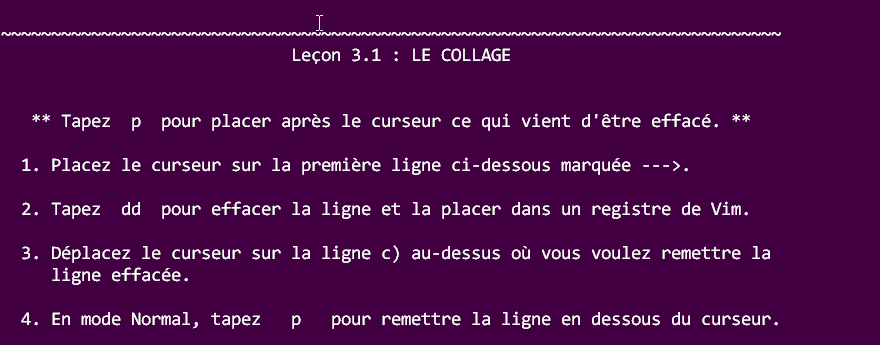 ~~~~~~~~~~~~~~~~~~~~~~~~~~~~~~~~~~~~~~~~~~~~~~~~~~~~~~~~~~~~~~~~~~~~~~~~~~~~~~
Leçon 3.1 : LE COLLAGE
** Tapez  p  pour placer après le curseur ce qui vient d'être effacé. **
1. Placez le curseur sur la première ligne ci-dessous marquée --->.
2. Tapez  dd  pour effacer la ligne et la placer dans un registre de Vim.
3. Déplacez le curseur sur la ligne c) au-dessus où vous voulez remettre la
ligne effacée.
4. En mode Normal, tapez   p   pour remettre la ligne en dessous du curseur.